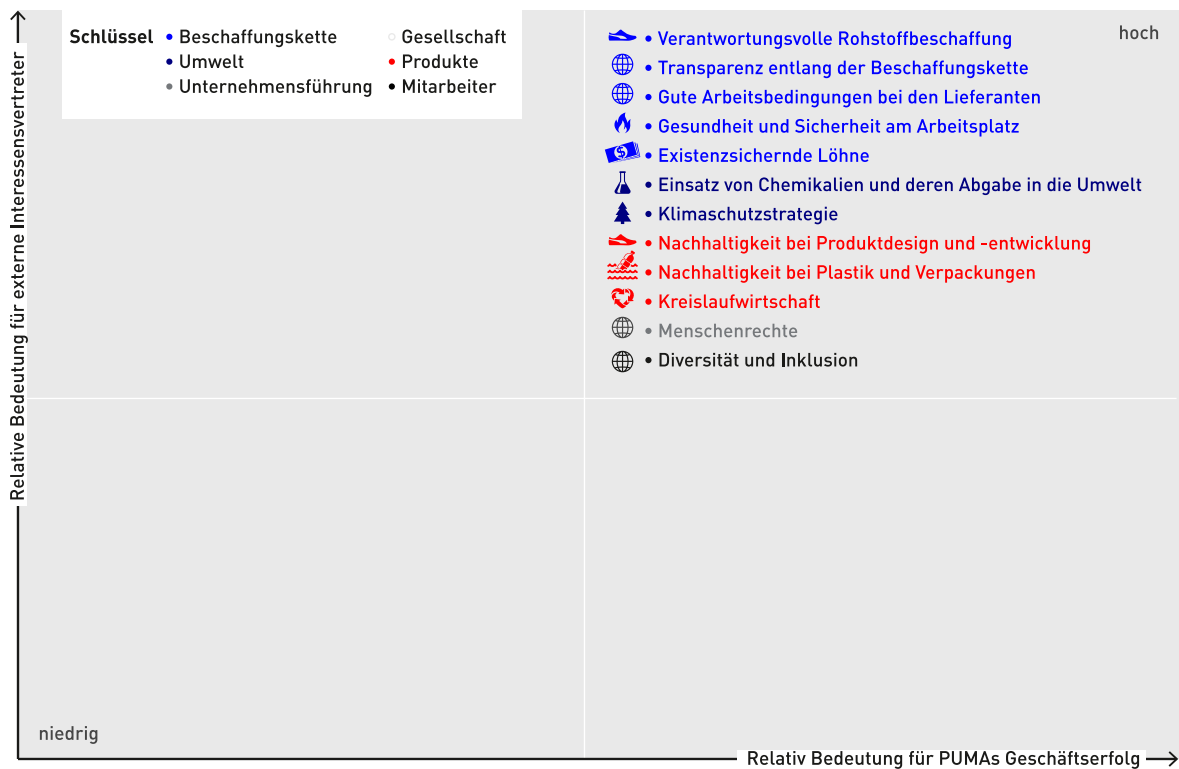 Schlüssel
• Beschaffungskette
• Umwelt
• Unternehmensführung
Gesellschaft
• Produkte
• Mitarbeiter
hoch
• Verantwortungsvolle Rohstoffbeschaffung
• Transparenz entlang der Beschaffungskette
• Gute Arbeitsbedingungen bei den Lieferanten
• Gesundheit und Sicherheit am Arbeitsplatz
$ • Existenzsichernde Löhne
• Einsatz von Chemikalien und deren Abgabe in die Umwelt
• Klimaschutzstrategie
• Nachhaltigkeit bei Produktdesign und -entwicklung
• Nachhaltigkeit bei Plastik und Verpackungen
• Kreislaufwirtschaft
• Menschenrechte
• Diversität und Inklusion
Relative Bedeutung für externe Interessensvertreter
niedrig
Relativ Bedeutung für PUMAs Geschäftserfolg